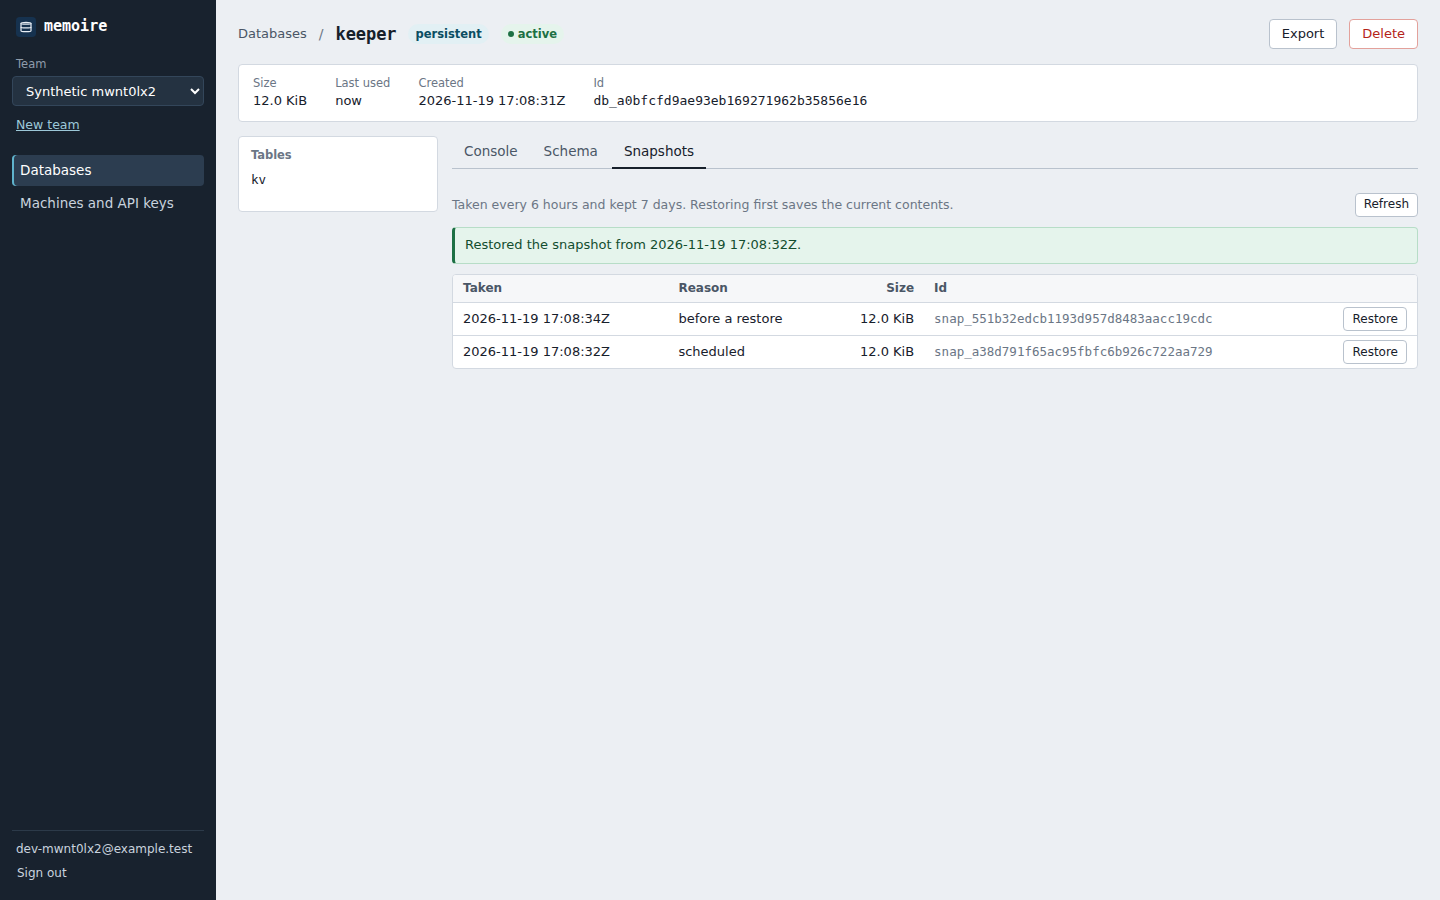 memoire
Team
Synthetic mwnt0lx2
New team
Databases
Machines and API keys
dev-mwnt0lx2@example.test
Sign out
Databases / keeper persistent active
Export Delete
Size Last used Created Id
12.0 KiB now 2026-11-19 17:08:31Z db_a0bfcfd9ae93eb169271962b35856e16
Tables
kv
Console Schema Snapshots
Taken every 6 hours and kept 7 days. Restoring first saves the current contents. Refresh
Restored the snapshot from 2026-11-19 17:08:32Z.
Taken Reason Size Id
2026-11-19 17:08:34Z before a restore 12.0 KiB snap_551b32edcb1193d957d8483aacc19cdc Restore
2026-11-19 17:08:32Z scheduled 12.0 KiB snap_a38d791f65ac95fbfc6b926c722aa729 Restore